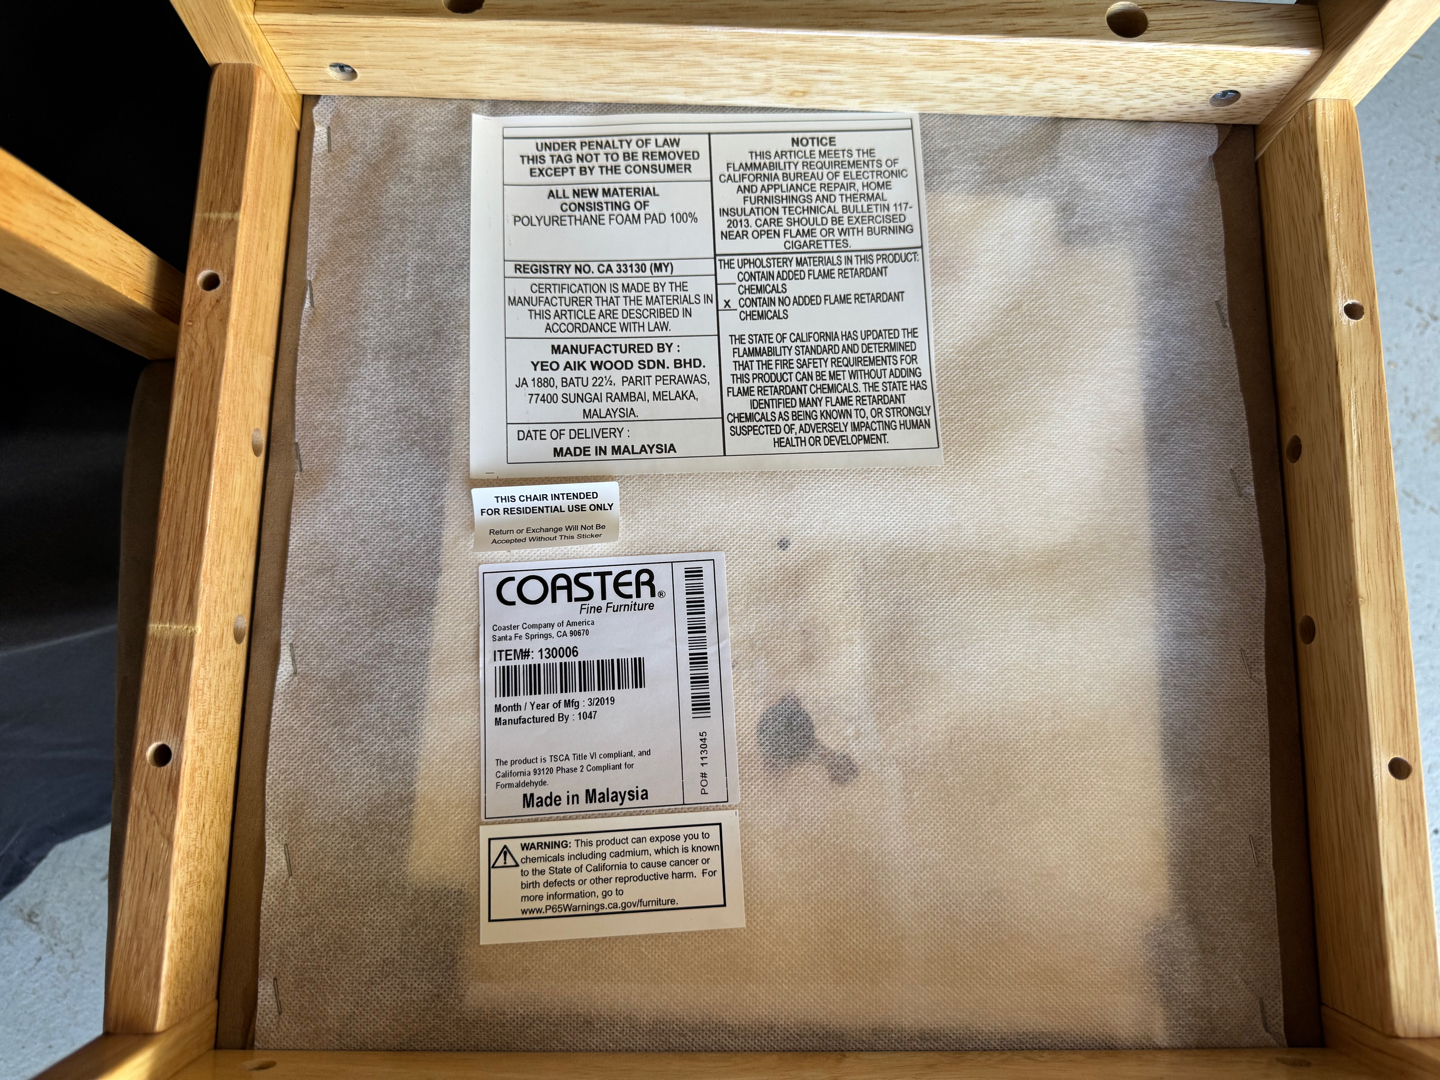 UNDER PENALTY OF LAW
THIS TAG NOT TO BE REMOVED
EXCEPT BY THE CONSUMER
ALL NEW MATERIAL
CONSISTING OF
POLYURETHANE FOAM PAD 100%
REGISTRY NO. CA 33130 (MY)
CERTIFICATION IS MADE BY THE
MANUFACTURER THAT THE MATERIALS IN
THIS ARTICLE ARE DESCRIBED IN
ACCORDANCE WITH LAW.
MANUFACTURED BY :
YEO AIK WOOD SDN. BHD.
JA 1880, BATU 22½, PARIT PERAWAS,
77400 SUNGAI RAMBAI, MELAKA,
MALAYSIA.
DATE OF DELIVERY :
MADE IN MALAYSIA
NOTICE
THIS ARTICLE MEETS THE
FLAMMABILITY REQUIREMENTS OF
CALIFORNIA BUREAU OF ELECTRONIC
AND APPLIANCE REPAIR, HOME
FURNISHINGS AND THERMAL
INSULATION TECHNICAL BULLETIN 117-
2013. CARE SHOULD BE EXERCISED
NEAR OPEN FLAME OR WITH BURNING
CIGARETTES.
THE UPHOLSTERY MATERIALS IN THIS PRODUCT:
CONTAIN ADDED FLAME RETARDANT
CHEMICALS
X CONTAIN NO ADDED FLAME RETARDANT
CHEMICALS
THE STATE OF CALIFORNIA HAS UPDATED THE
FLAMMABILITY STANDARD AND DETERMINED
THAT THE FIRE SAFETY REQUIREMENTS FOR
THIS PRODUCT CAN BE MET WITHOUT ADDING
FLAME RETARDANT CHEMICALS. THE STATE HAS
IDENTIFIED MANY FLAME RETARDANT
CHEMICALS AS BEING KNOWN TO, OR STRONGLY
SUSPECTED OF, ADVERSELY IMPACTING HUMAN
HEALTH OR DEVELOPMENT.
THIS CHAIR INTENDED
FOR RESIDENTIAL USE ONLY
Return or Exchange Will Not Be
Accepted Without This Sticker
COASTER®
Fine Furniture
Coaster Company of America
Santa Fe Springs, CA 90670
ITEM#: 130006
Month / Year of Mfg : 3/2019
Manufactured By : 1047
The product is TSCA Title VI compliant, and
California 93120 Phase 2 Compliant for
Formaldehyde.
Made in Malaysia
PO# 113045
WARNING: This product can expose you to
chemicals including cadmium, which is known
to the State of California to cause cancer or
birth defects or other reproductive harm. For
more information, go to
www.P65Warnings.ca.gov/furniture.